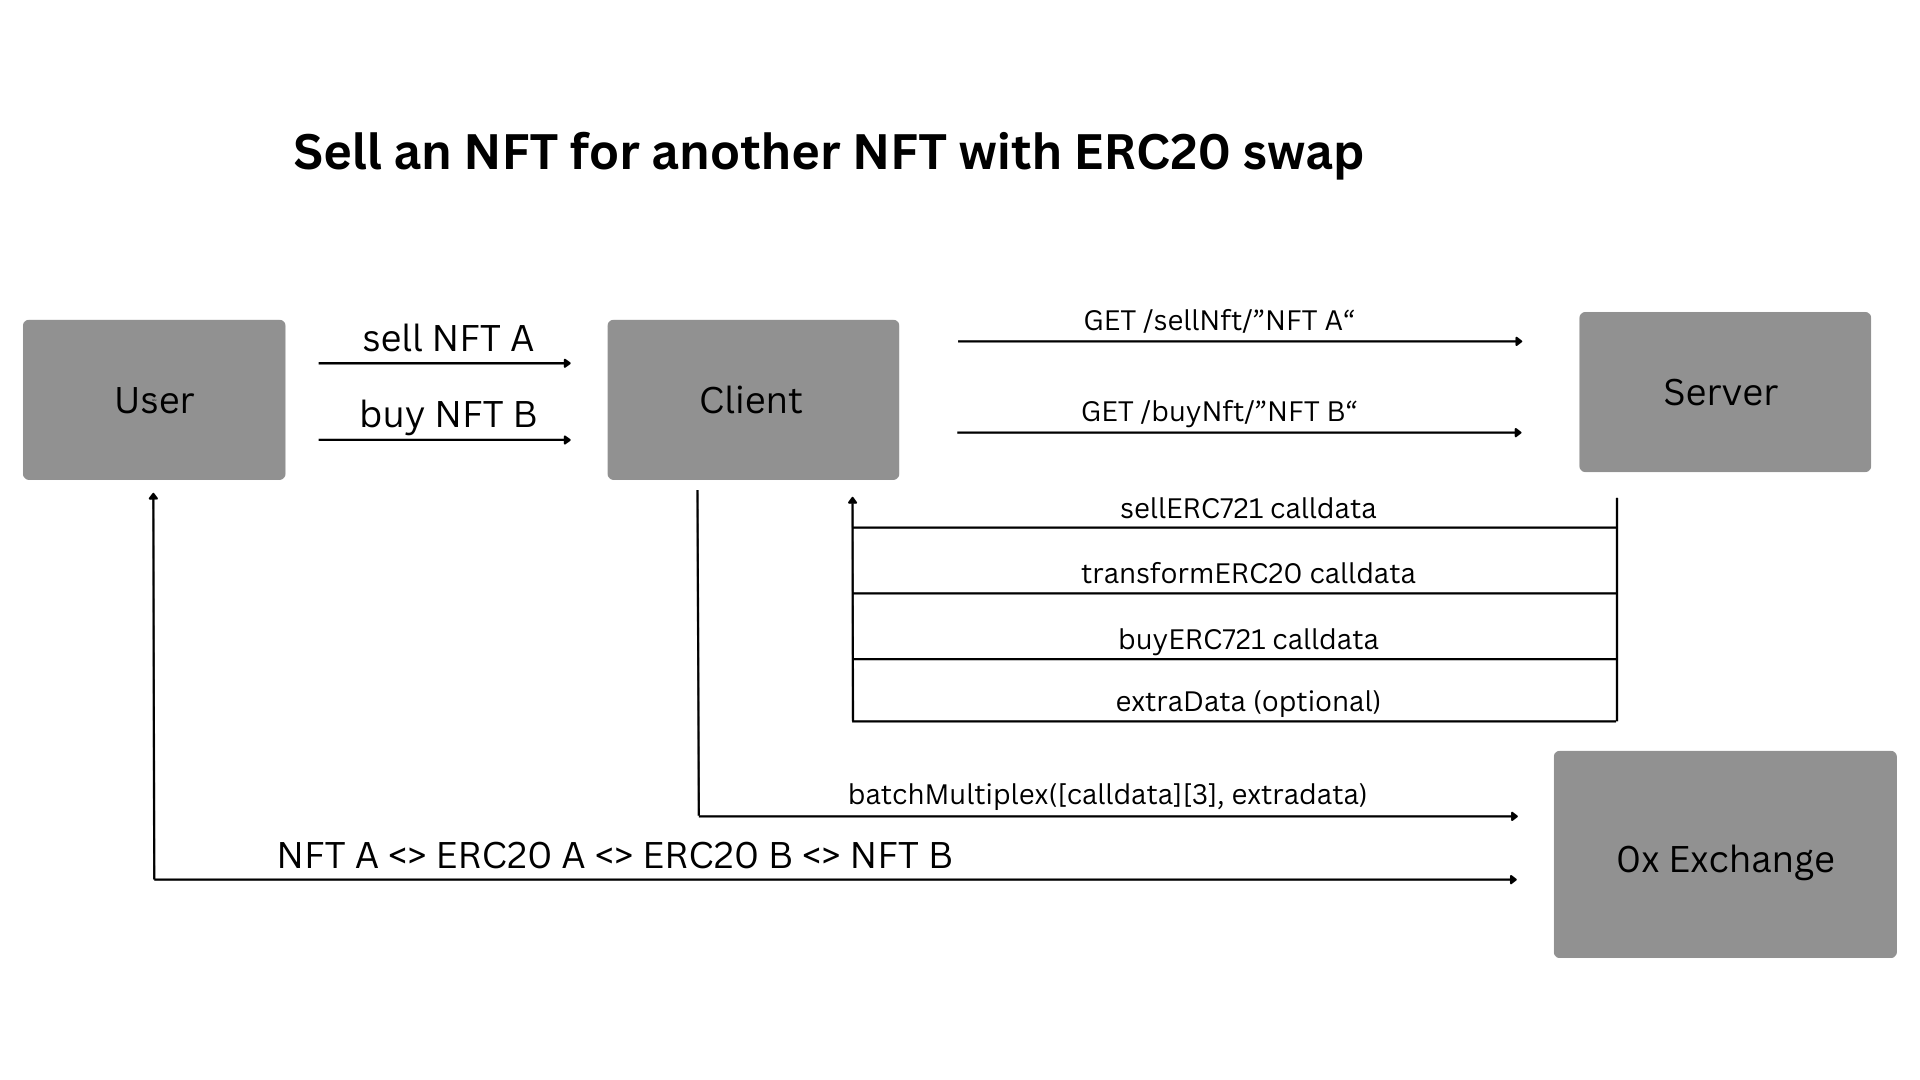 Sell an NFT for another NFT with ERC20 swap
User
sell NFT A
buy NFT B
Client
GET /sellNft/”NFT A“
GET /buyNft/”NFT B“
Server
sellERC721 calldata
transformERC20 calldata
buyERC721 calldata
extraData (optional)
batchMultiplex([calldata][3], extradata)
NFT A <> ERC20 A <> ERC20 B <> NFT B
0x Exchange